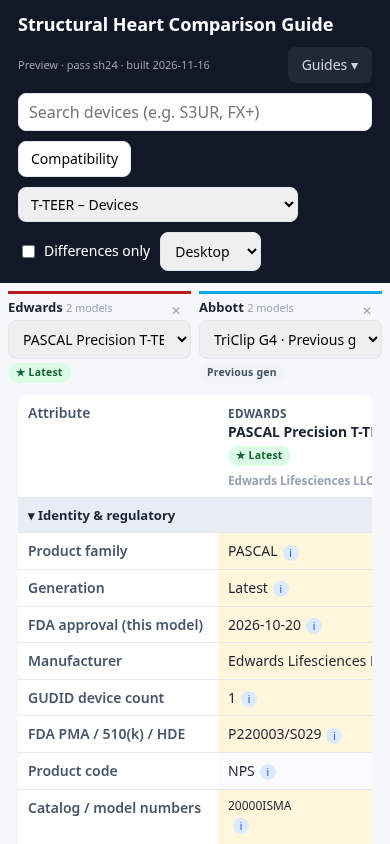 Structural Heart Comparison Guide
Preview · pass sh24 · built 2026-11-16
Guides ▾
Search devices (e.g. S3UR, FX+)
Compatibility
T-TEER – Devices
Differences only
Desktop
Edwards 2 models ×
Abbott 2 models ×
PASCAL Precision T-TE
TriClip G4 · Previous g
★ Latest
Previous gen
Attribute
EDWARDS
PASCAL Precision T-T
★ Latest
Edwards Lifesciences LLC
▾ Identity & regulatory
Product family PASCAL i
Generation Latest i
FDA approval (this model) 2026-10-20 i
Manufacturer Edwards Lifesciences
GUDID device count 1 i
FDA PMA / 510(k) / HDE P220003/S029 i
Product code NPS i
Catalog / model numbers 20000ISMA
i